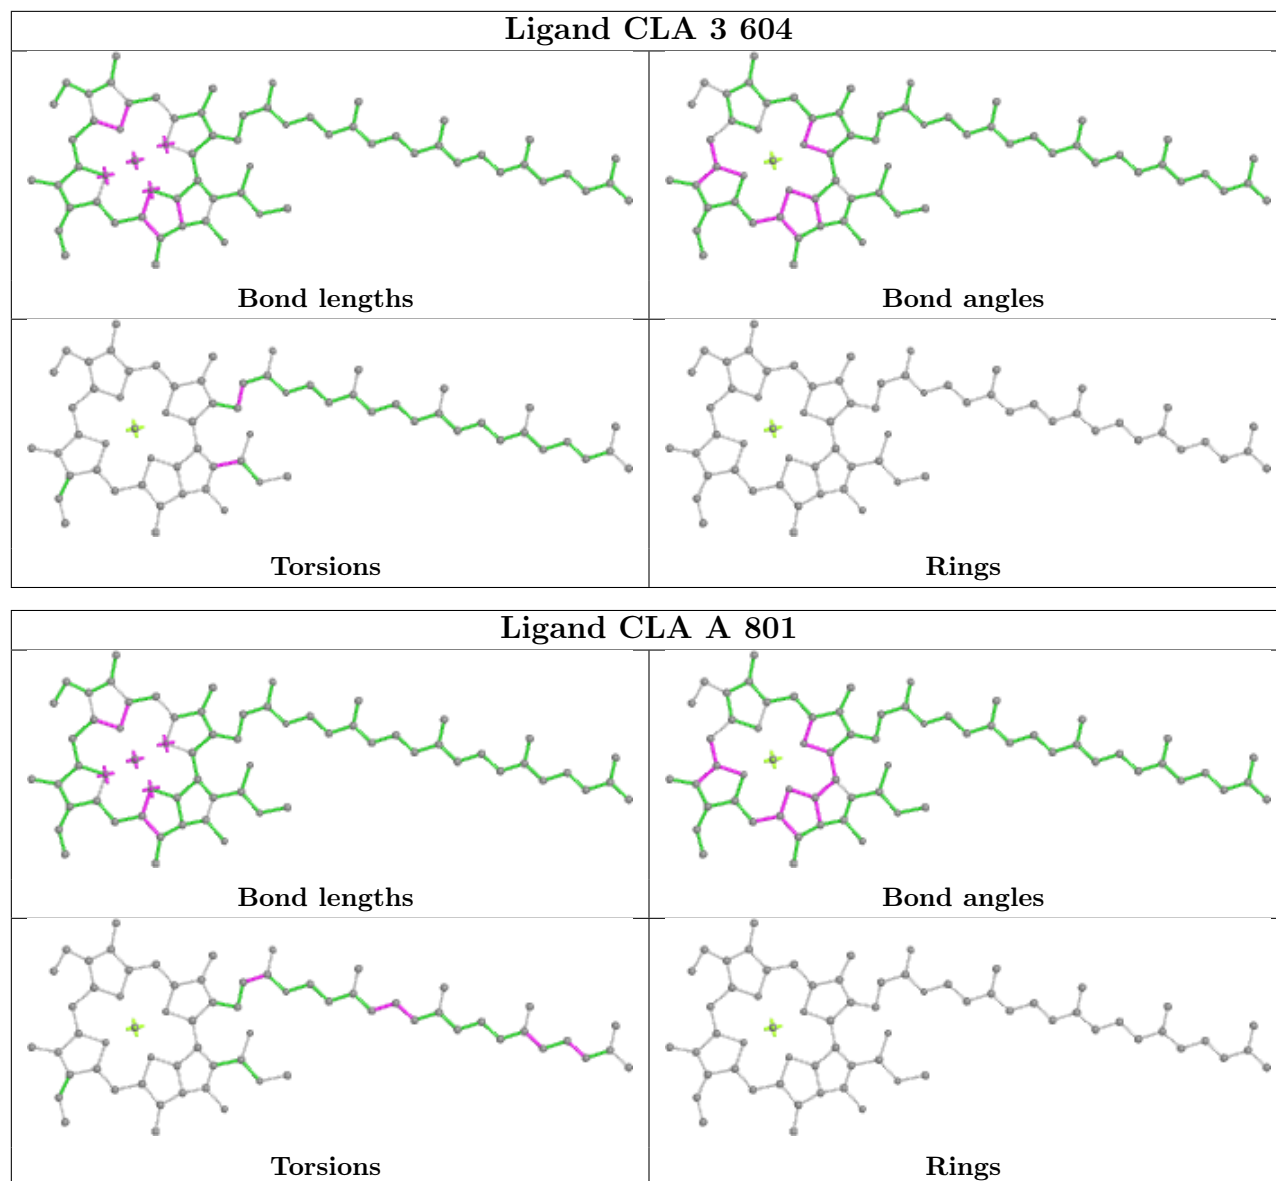 Ligand CLA 3 604
Bond lengths
Bond angles
Torsions
Rings
Ligand CLA A 801
Bond lengths
Bond angles
Torsions
Rings